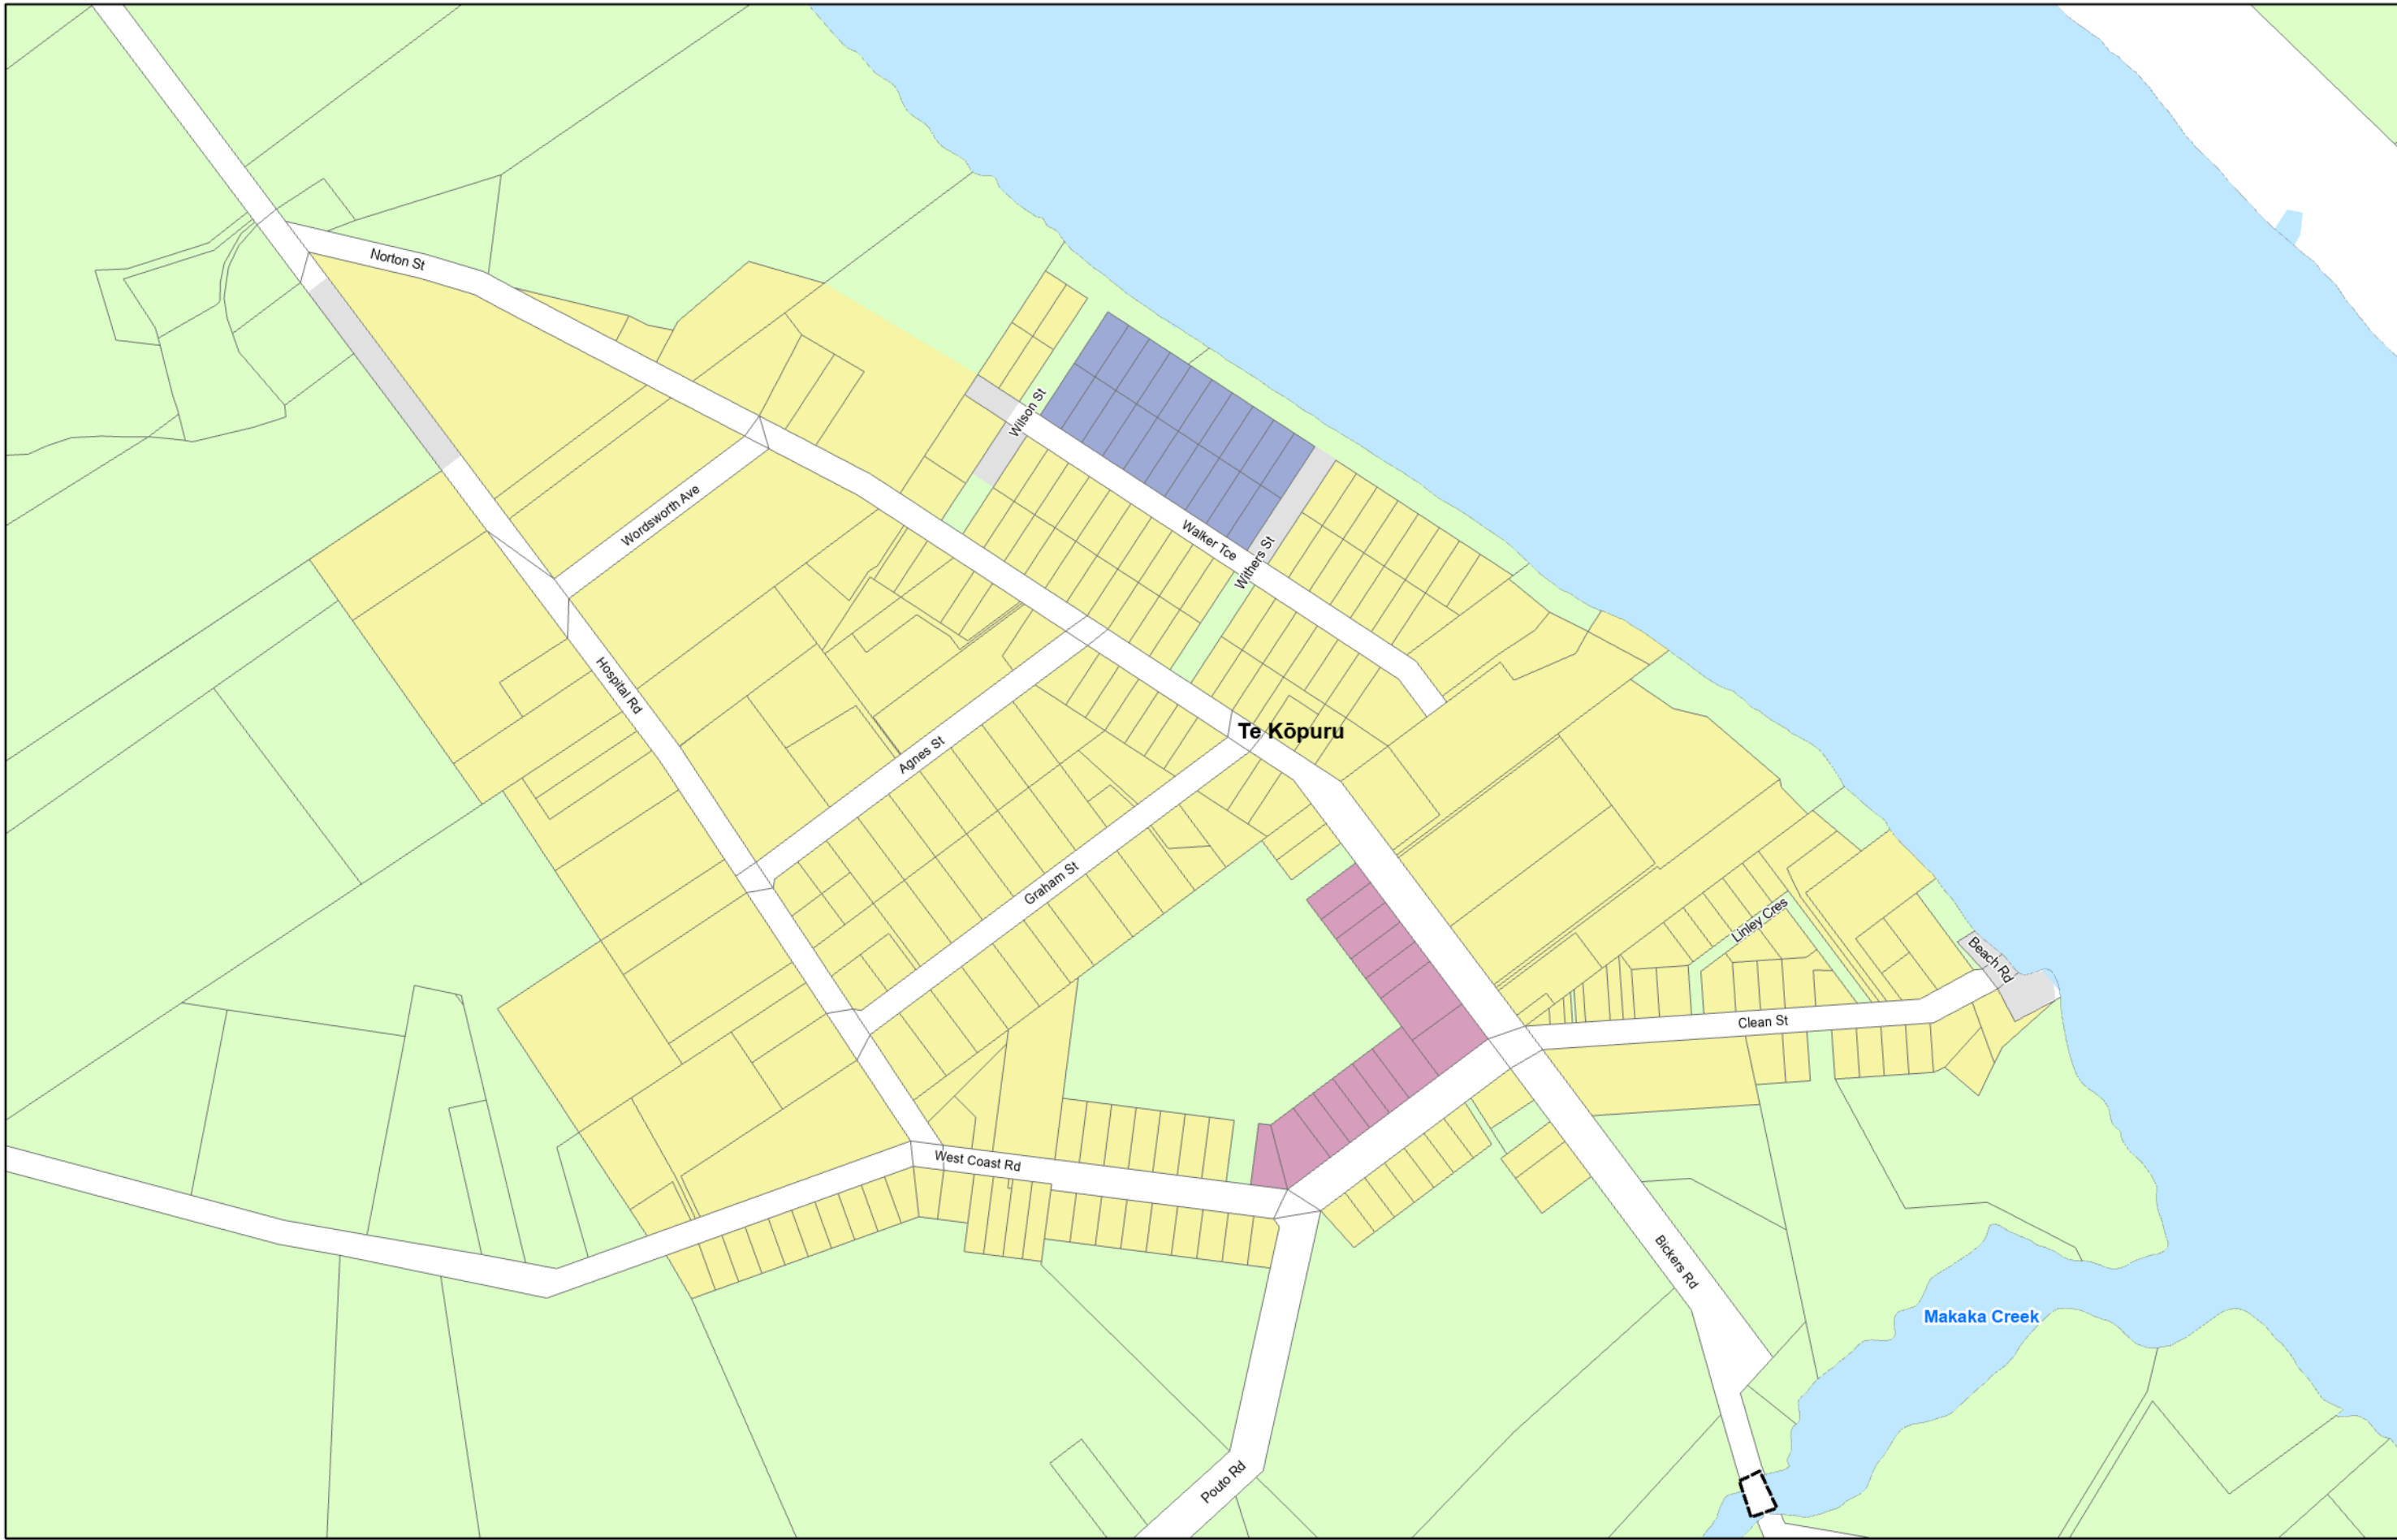 Norton St
Wilson St
Wordsworth Ave
Walker Tce
Withers St
Hospital Rd
Te Kōpuru
Agnes St
Graham St
Linley Cres
Beach Rd
Clean St
West Coast Rd
Bickers Rd
Makaka Creek
Pouto Rd